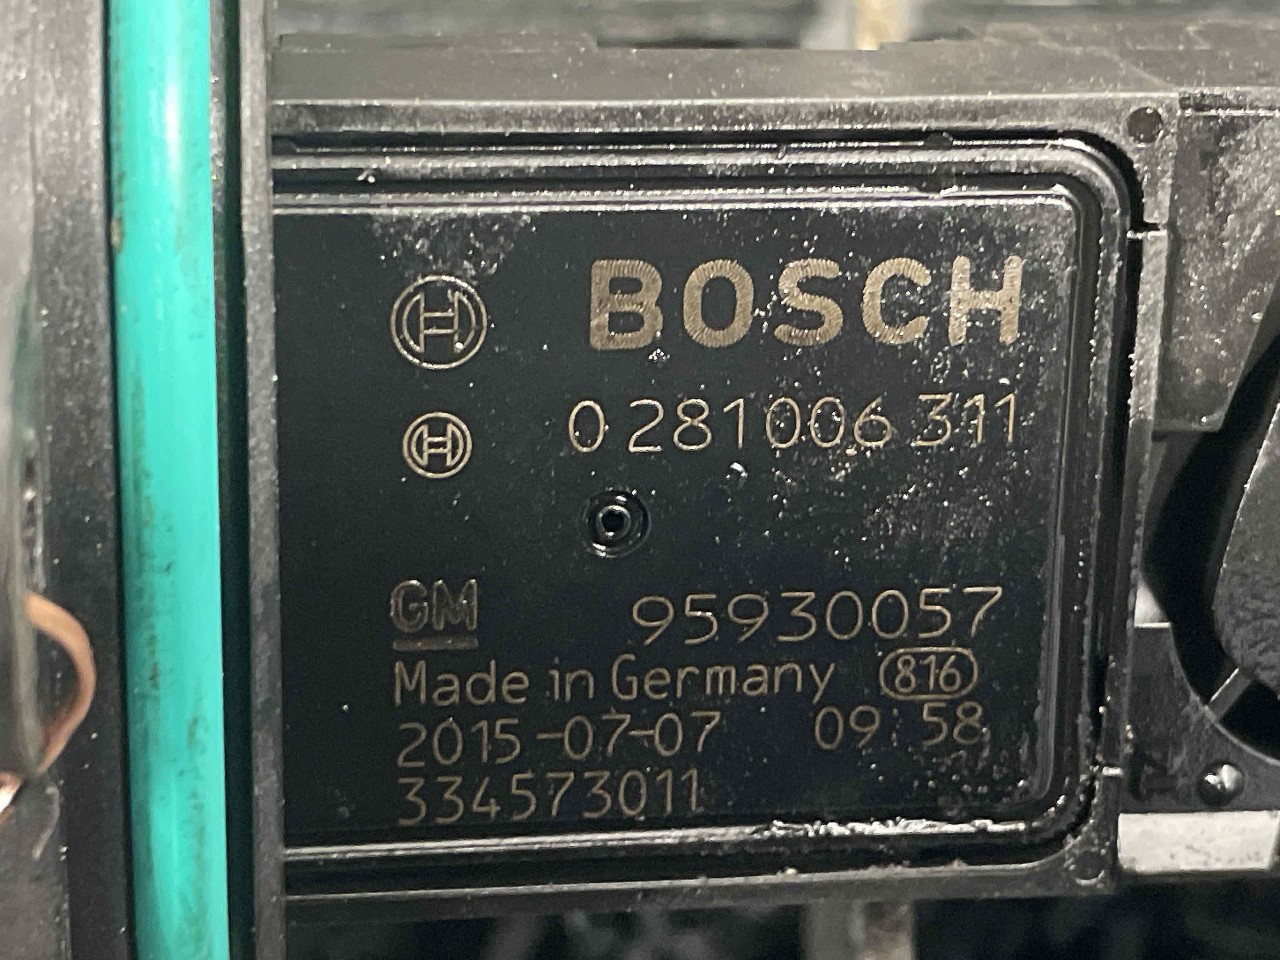 BOSCH
0 281 006 311
GM 95930057
Made in Germany 816
2015-07-07 09:58
334573011